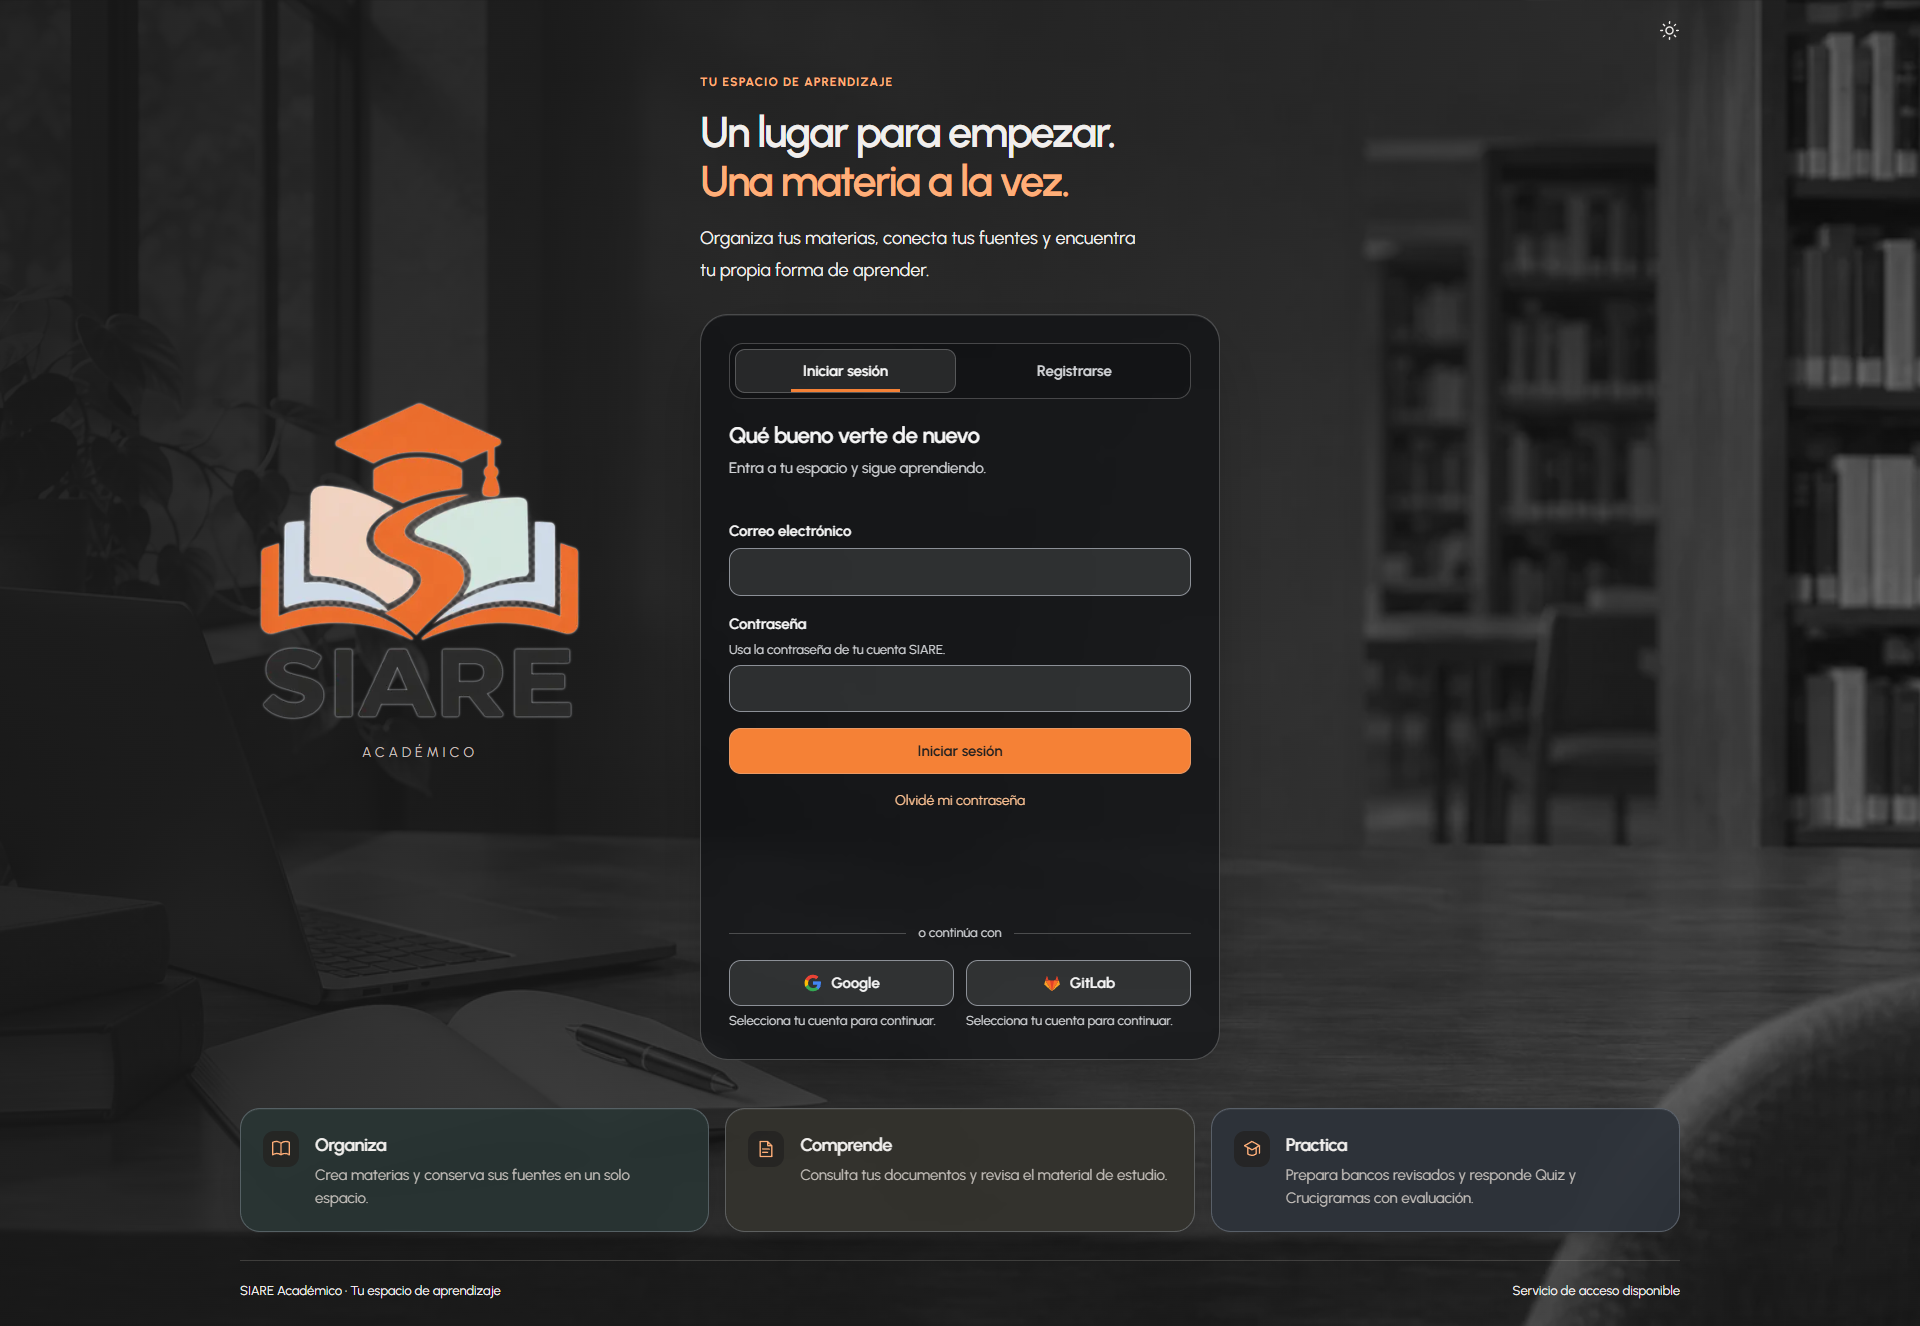 TU ESPACIO DE APRENDIZAJE
Un lugar para empezar.
Una materia a la vez.
Organiza tus materias, conecta tus fuentes y encuentra
tu propia forma de aprender.
SIARE
ACADÉMICO
Iniciar sesión
Registrarse
Qué bueno verte de nuevo
Entra a tu espacio y sigue aprendiendo.
Correo electrónico
Contraseña
Usa la contraseña de tu cuenta SIARE.
Iniciar sesión
Olvidé mi contraseña
o continúa con
Google
GitLab
Selecciona tu cuenta para continuar.
Selecciona tu cuenta para continuar.
Organiza
Crea materias y conserva sus fuentes en un solo
espacio.
Comprende
Consulta tus documentos y revisa el material de estudio.
Practica
Prepara bancos revisados y responde Quiz y
Crucigramas con evaluación.
SIARE Académico · Tu espacio de aprendizaje
Servicio de acceso disponible